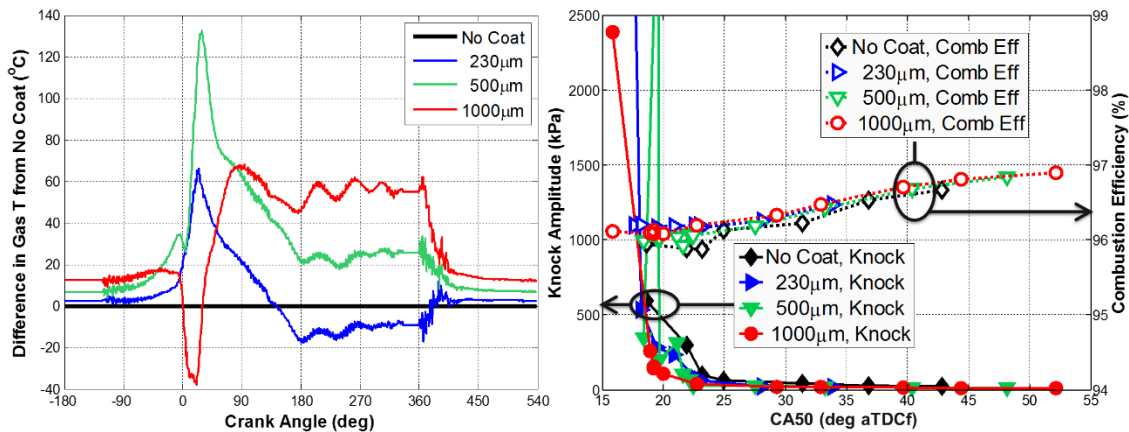 140
120
100
80
60
40
20
0
-20
-40
-180
-90
0
90
180
270
360
450
540
Difference in Gas T from No Coat (°C)
Crank Angle (deg)
No Coat
230μm
500μm
1000μm
2500
2000
1500
1000
500
0
Knock Amplitude (kPa)
15
20
25
30
35
40
45
50
55
CA50 (deg aTDCf)
99
98
97
96
95
94
Combustion Efficiency (%)
No Coat, Comb Eff
230μm, Comb Eff
500μm, Comb Eff
1000μm, Comb Eff
No Coat, Knock
230μm, Knock
500μm, Knock
1000μm, Knock